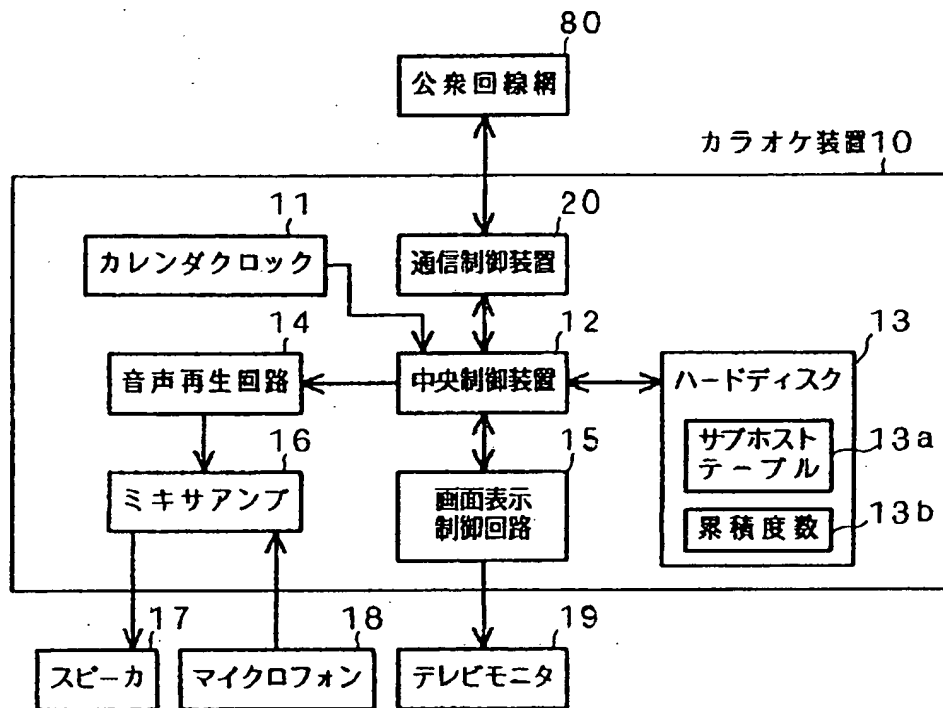 80
公衆回線網
カラオケ装置10
11
カレンダクロック
20
通信制御装置
14
音声再生回路
12
中央制御装置
13
ハードディスク
サブホスト
テーブル
13a
累積度数
13b
16
ミキサアンプ
15
画面表示
制御回路
17
スピーカ
18
マイクロフォン
19
テレビモニタ